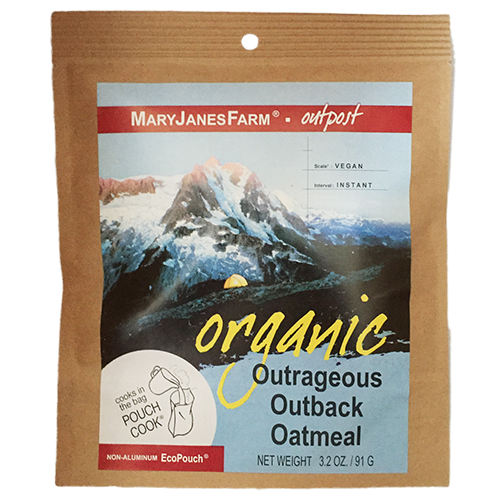 MARYJANESFARM® • outpost
Scale¹: VEGAN
Interval: INSTANT
organic
Outrageous
Outback
Oatmeal
NET WEIGHT 3.2 OZ. / 91 G
cooks in
the bag
POUCH
COOK®
NON-ALUMINUM EcoPouch®